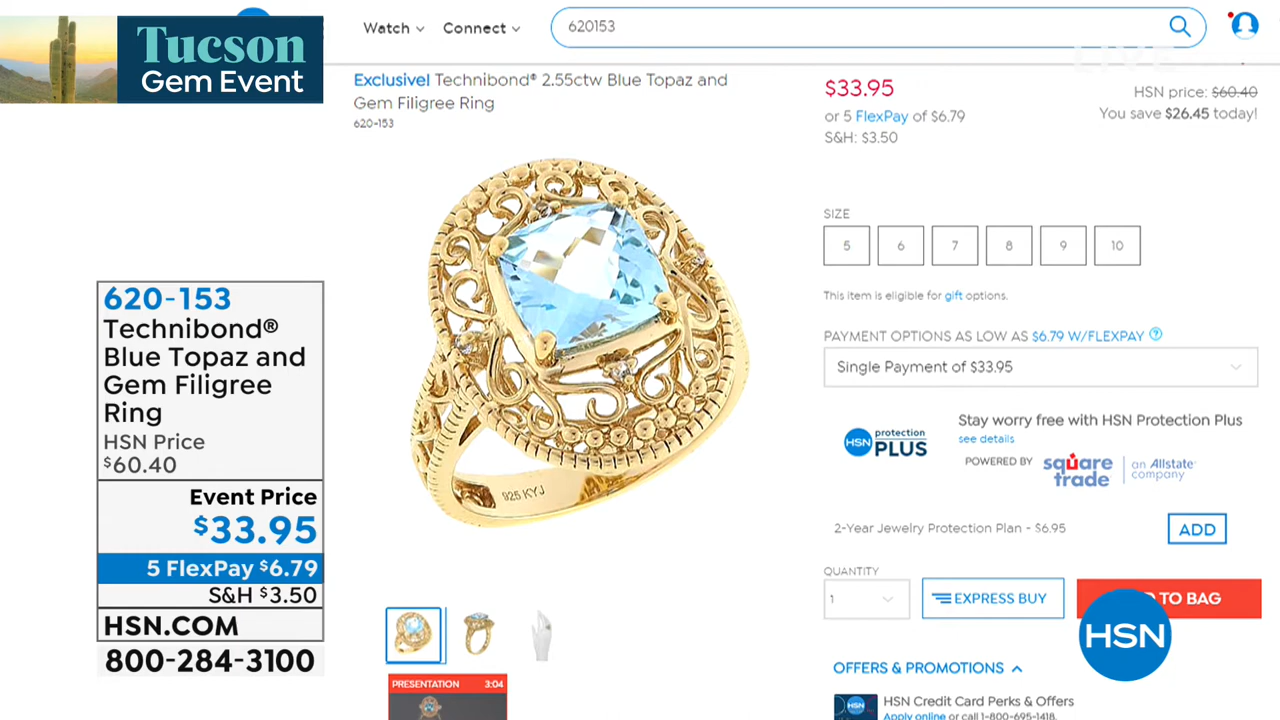 Tucson
Gem Event
Watch
Connect
620153
LIVE
Exclusive! Technibond® 2.55ctw Blue Topaz and
Gem Filigree Ring
620-153
$33.95
or 5 FlexPay of $6.79
S&H: $3.50
HSN price: $60.40
You save $26.45 today!
SIZE
5 6 7 8 9 10
This item is eligible for gift options.
PAYMENT OPTIONS AS LOW AS $6.79 W/FLEXPAY ?
Single Payment of $33.95
HSN protection PLUS
Stay worry free with HSN Protection Plus
see details
POWERED BY square trade | an Allstate company
2-Year Jewelry Protection Plan - $6.95
ADD
QUANTITY
1
EXPRESS BUY
TO BAG
HSN
OFFERS & PROMOTIONS
HSN
HSN Credit Card Perks & Offers
Apply online or call 1-800-695-1418.
925 KYJ
PRESENTATION 3:04
620-153
Technibond®
Blue Topaz and
Gem Filigree
Ring
HSN Price
$60.40
Event Price
$33.95
5 FlexPay $6.79
S&H $3.50
HSN.COM
800-284-3100